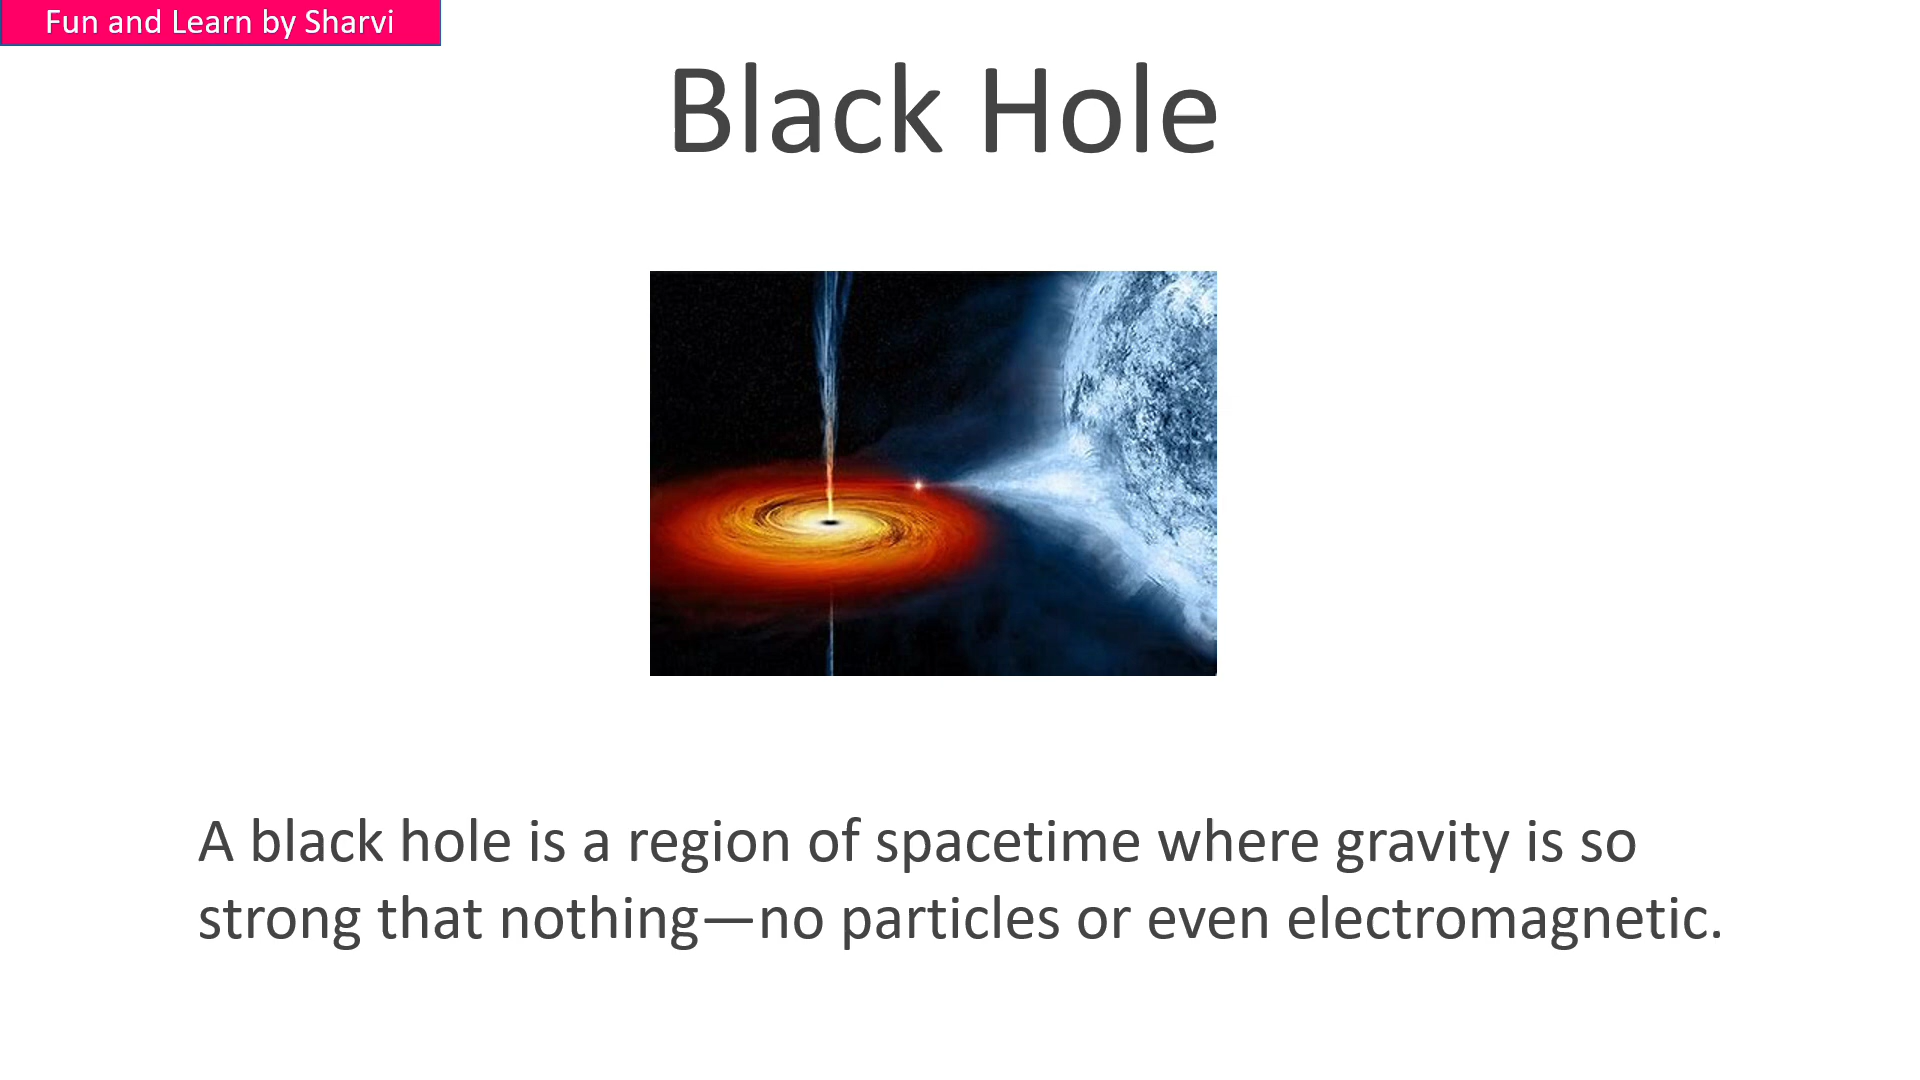 Fun and Learn by Sharvi
Black Hole
A black hole is a region of spacetime where gravity is so
strong that nothing—no particles or even electromagnetic.